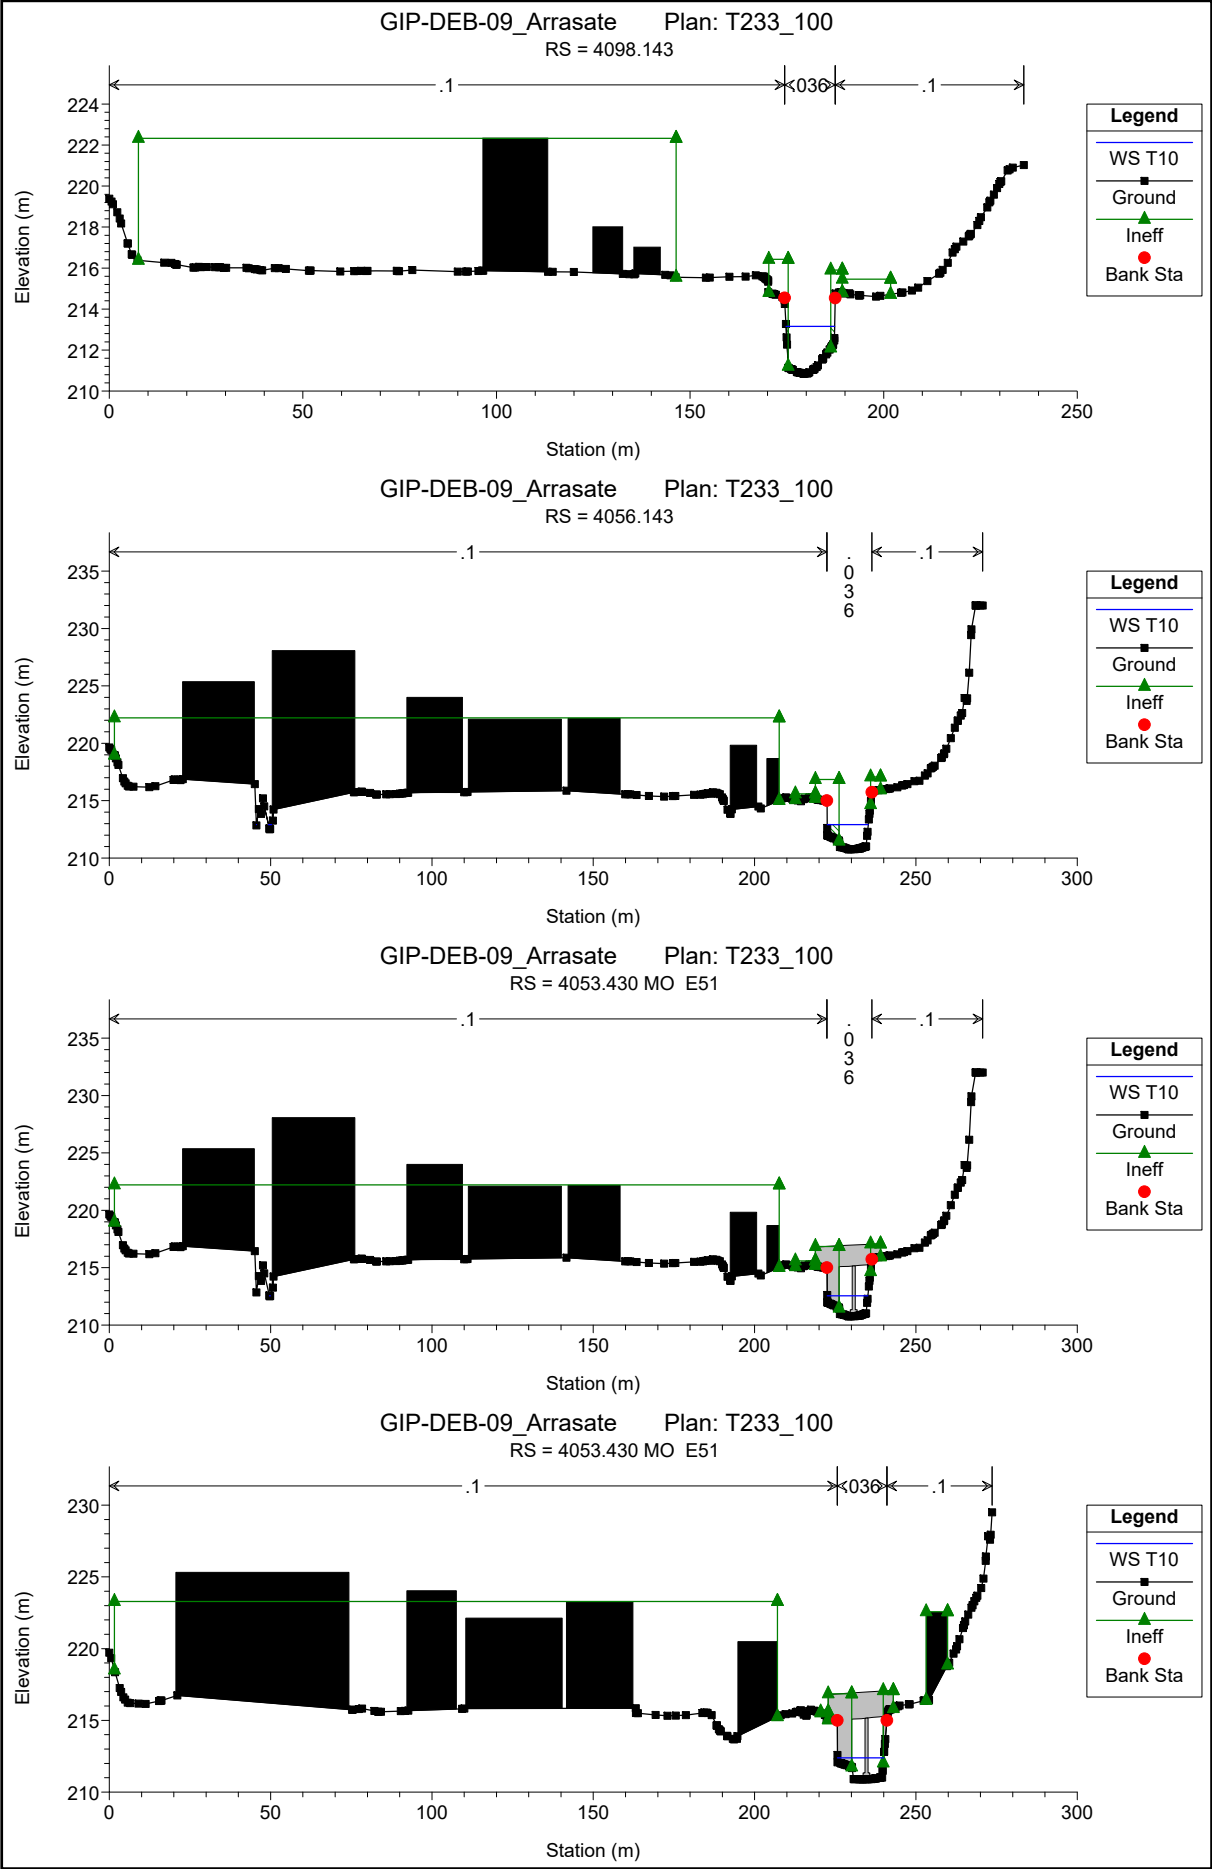 GIP-DEB-09_Arrasate Plan: T233_100
RS = 4098.143
.1 .036 .1
224
222
220
218
216
214
212
210
Elevation (m)
0 50 100 150 200 250
Station (m)
Legend
WS T10
Ground
Ineff
Bank Sta
GIP-DEB-09_Arrasate Plan: T233_100
RS = 4056.143
.1 .036 .1
235
230
225
220
215
210
Elevation (m)
0 50 100 150 200 250 300
Station (m)
Legend
WS T10
Ground
Ineff
Bank Sta
GIP-DEB-09_Arrasate Plan: T233_100
RS = 4053.430 MO E51
.1 .036 .1
235
230
225
220
215
210
Elevation (m)
0 50 100 150 200 250 300
Station (m)
Legend
WS T10
Ground
Ineff
Bank Sta
GIP-DEB-09_Arrasate Plan: T233_100
RS = 4053.430 MO E51
.1 .036 .1
230
225
220
215
210
Elevation (m)
0 50 100 150 200 250 300
Station (m)
Legend
WS T10
Ground
Ineff
Bank Sta